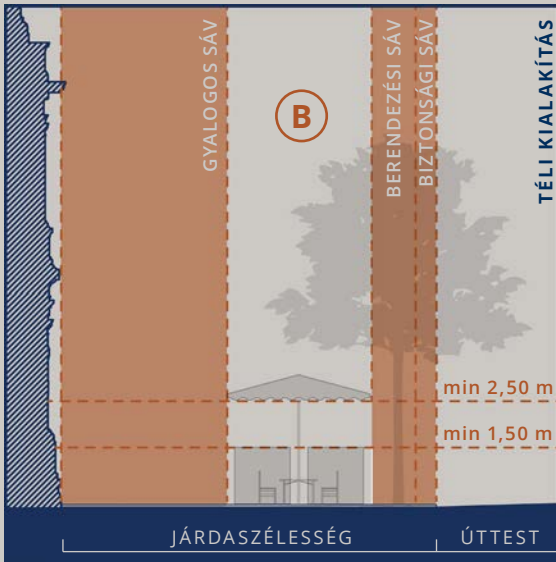 GYALOGOS SÁV
B
BERENDEZÉSI SÁV
BIZTONSÁGI SÁV
TÉLI KIALAKÍTÁS
min 2,50 m
min 1,50 m
JÁRDASZÉLESSÉG
ÚTTEST